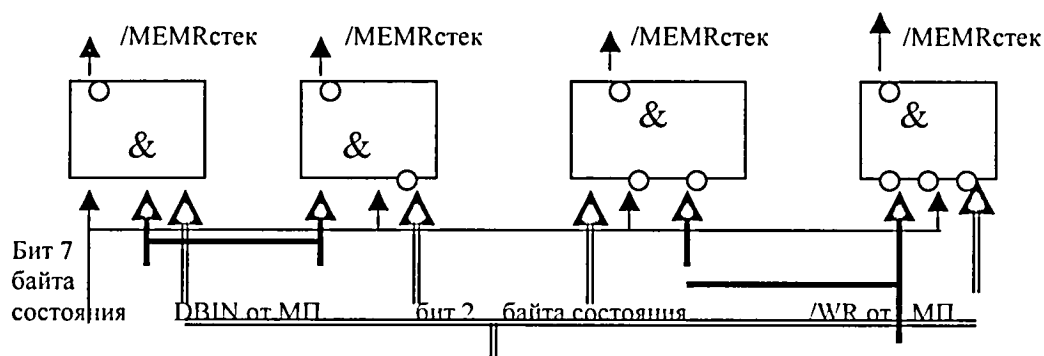 /MEMRстек /MEMRстек /MEMRстек /MEMRстек
& & & &
Бит 7
байта
состояния DBIN от МП бит 2 байта состояния /WR от МП